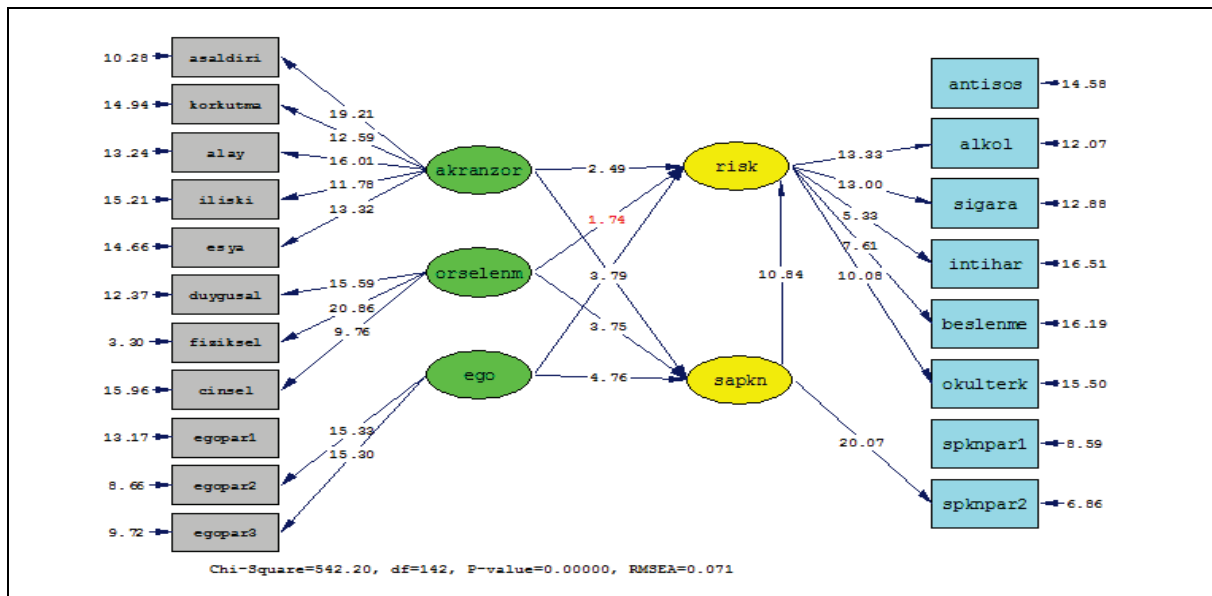 10.28 asaldiri
14.94 korkutma
13.24 alay
15.21 iliski
14.66 esya
12.37 duygusal
3.30 fiziksel
15.96 cinsel
13.17 egopar1
8.66 egopar2
9.72 egopar3
19.21
12.59
16.01
11.78
13.32
15.59
20.86
9.76
15.33
15.30
akranzor
orselenm
ego
2.49
1.74
3.79
3.75
4.76
risk
10.84
sapkn
13.33
13.00
5.33
7.61
10.08
20.07
antisos 14.58
alkol 12.07
sigara 12.88
intihar 16.51
beslenme 16.19
okulterk 15.50
spknpar1 8.59
spknpar2 6.86
Chi-Square=542.20, df=142, P-value=0.00000, RMSEA=0.071